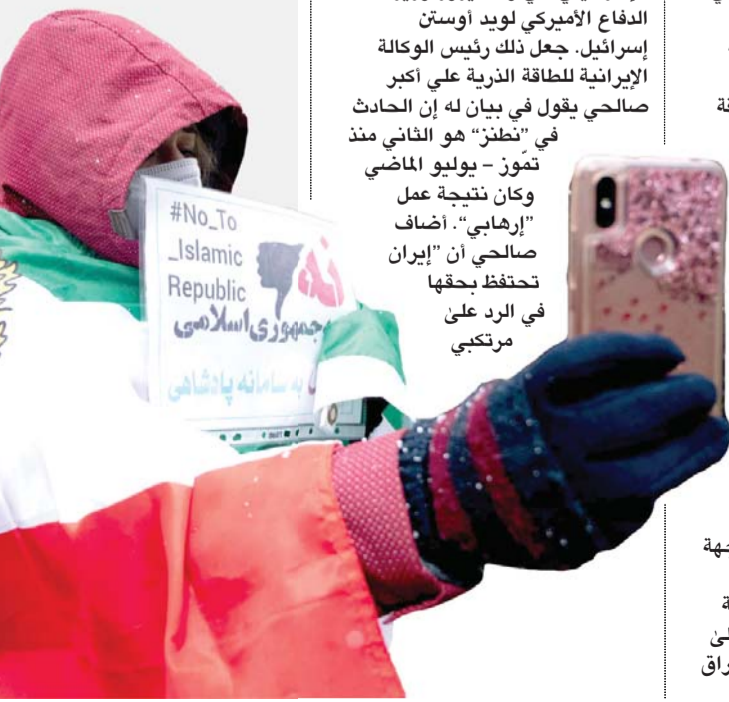 الدفاع الأميركي لويد أوستن
إسرائيل. جعل ذلك رئيس الوكالة
الإيرانية للطاقة الذرية علي أكبر
صالحي يقول في بيان له إن الحادث
في ”نطنز“ هو الثاني منذ
تمّوز – يوليو الماضي
وكان نتيجة عمل
”إرهابي“. أضاف
صالحي أن ”إيران
تحتفظ بحقها
في الرد علىٰ
مرتكبي
#No_To
_Islamic
Republic
نه
جمهوری اسلامی
به سامانه پادشاهی